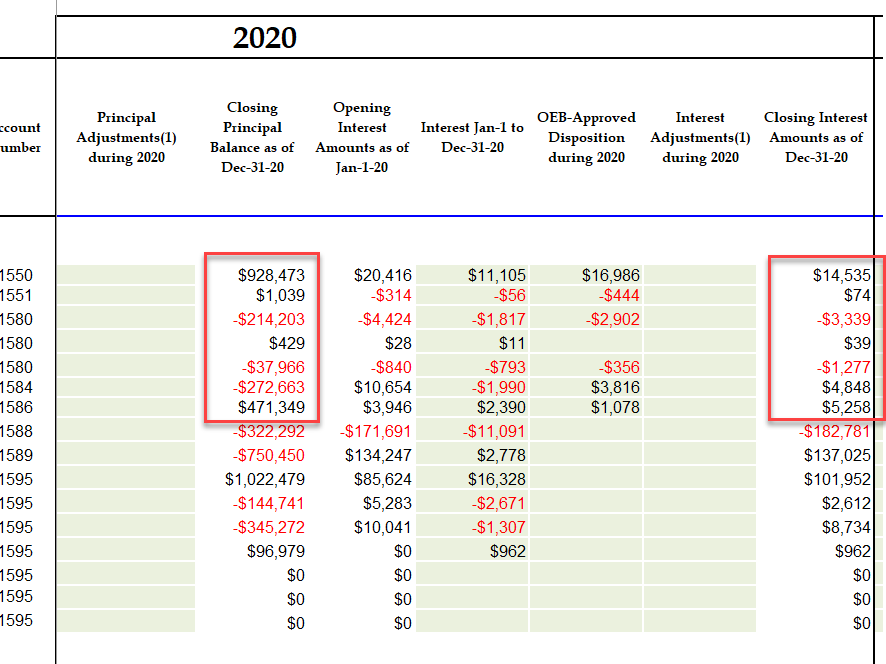 2020
ccount
umber
Principal
Adjustments(1)
during 2020
Closing
Principal
Balance as of
Dec-31-20
Opening
Interest
Amounts as of
Jan-1-20
Interest Jan-1 to
Dec-31-20
OEB-Approved
Disposition
during 2020
Interest
Adjustments(1)
during 2020
Closing Interest
Amounts as of
Dec-31-20
1550 $928,473 $20,416 $11,105 $16,986 $14,535
1551 $1,039 -$314 -$56 -$444 $74
1580 -$214,203 -$4,424 -$1,817 -$2,902 -$3,339
1580 $429 $28 $11 $39
1580 -$37,966 -$840 -$793 -$356 -$1,277
1584 -$272,663 $10,654 -$1,990 $3,816 $4,848
1586 $471,349 $3,946 $2,390 $1,078 $5,258
1588 -$322,292 -$171,691 -$11,091 -$182,781
1589 -$750,450 $134,247 $2,778 $137,025
1595 $1,022,479 $85,624 $16,328 $101,952
1595 -$144,741 $5,283 -$2,671 $2,612
1595 -$345,272 $10,041 -$1,307 $8,734
1595 $96,979 $0 $962 $962
1595 $0 $0 $0
1595 $0 $0 $0
1595 $0 $0 $0